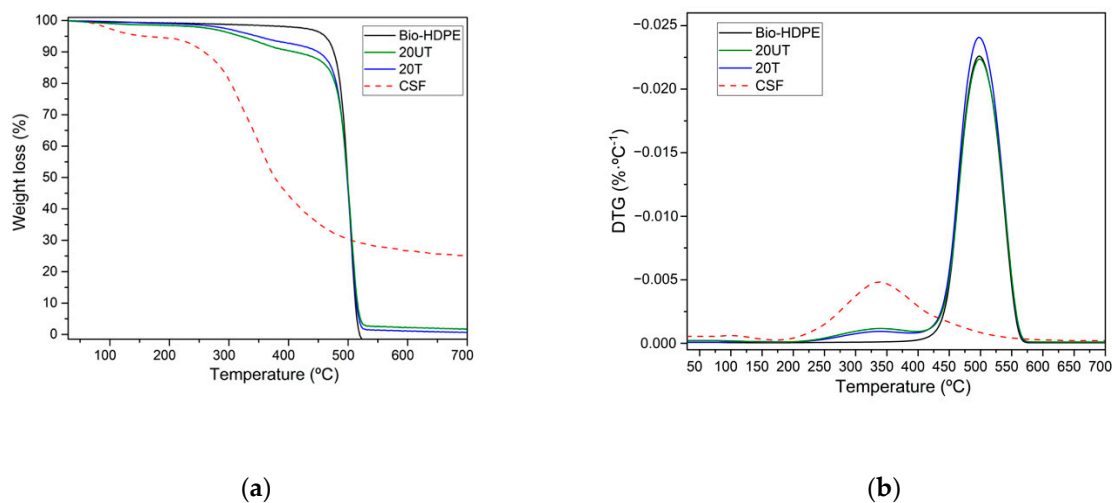 100
90
80
70
60
50
40
30
20
10
0
Weight loss (%)
100
200
300
400
500
600
700
Temperature (ºC)
Bio-HDPE
20UT
20T
CSF
(a)
−0.025
−0.020
−0.015
−0.010
−0.005
0.000
DTG (%·ºC⁻¹)
50 100 150 200 250 300 350 400 450 500 550 600 650 700
Temperature (ºC)
Bio-HDPE
20UT
20T
CSF
(b)